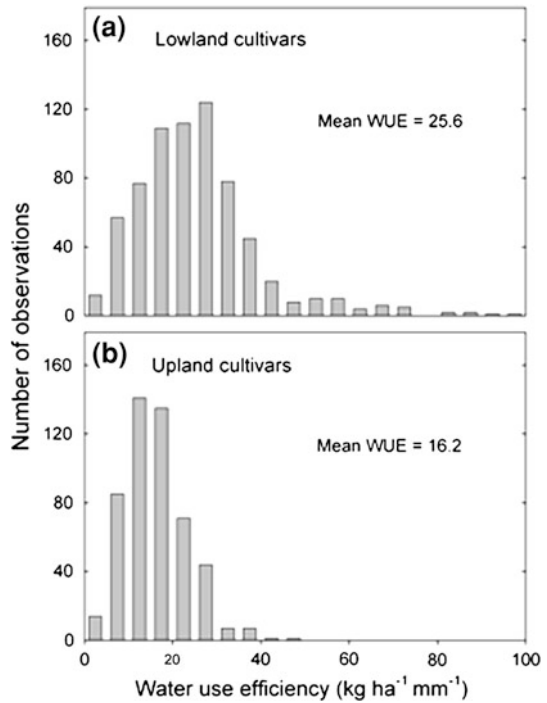 (a)
Lowland cultivars
Mean WUE = 25.6
160
120
80
40
0
(b)
Upland cultivars
Mean WUE = 16.2
160
120
80
40
0
Number of observations
0 20 40 60 80 100
Water use efficiency (kg ha⁻¹ mm⁻¹)